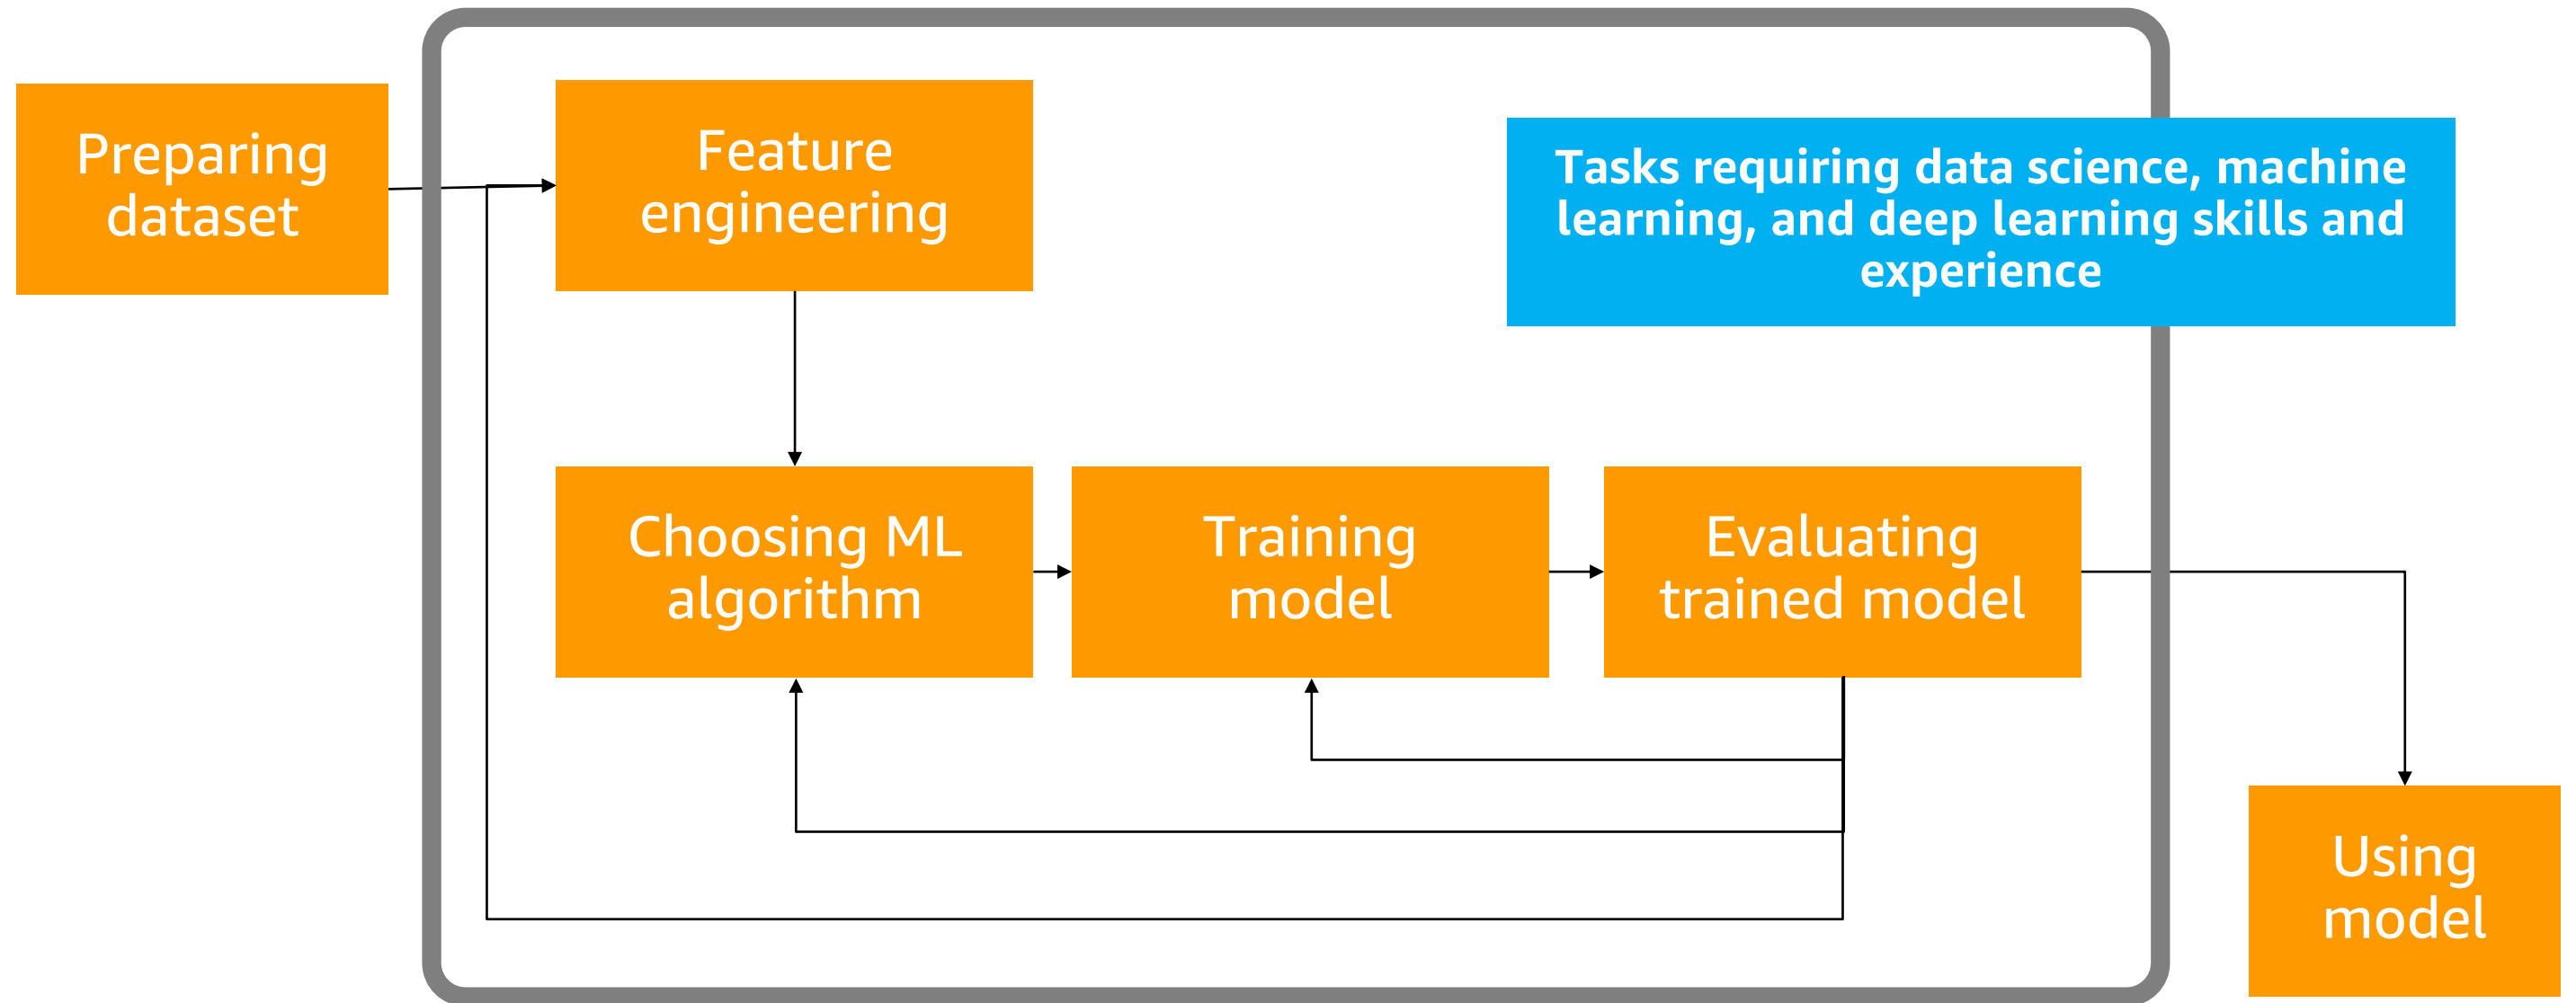 Preparing
dataset
Feature
engineering
Tasks requiring data science, machine
learning, and deep learning skills and
experience
Choosing ML
algorithm
Training
model
Evaluating
trained model
Using
model